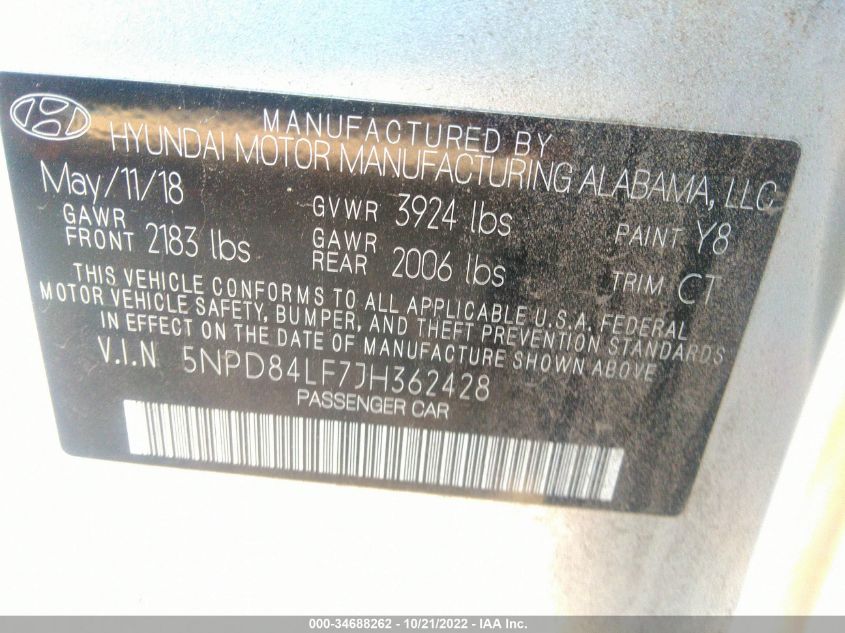 MANUFACTURED BY
HYUNDAI MOTOR MANUFACTURING ALABAMA, LLC
May/11/18 GVWR 3924 lbs PAINT Y8
GAWR FRONT 2183 lbs GAWR REAR 2006 lbs TRIM CT
THIS VEHICLE CONFORMS TO ALL APPLICABLE U.S.A. FEDERAL
MOTOR VEHICLE SAFETY, BUMPER, AND THEFT PREVENTION STANDARDS
IN EFFECT ON THE DATE OF MANUFACTURE SHOWN ABOVE
V.I.N 5NPD84LF7JH362428
PASSENGER CAR
000-34688262 - 10/21/2022 - IAA Inc.